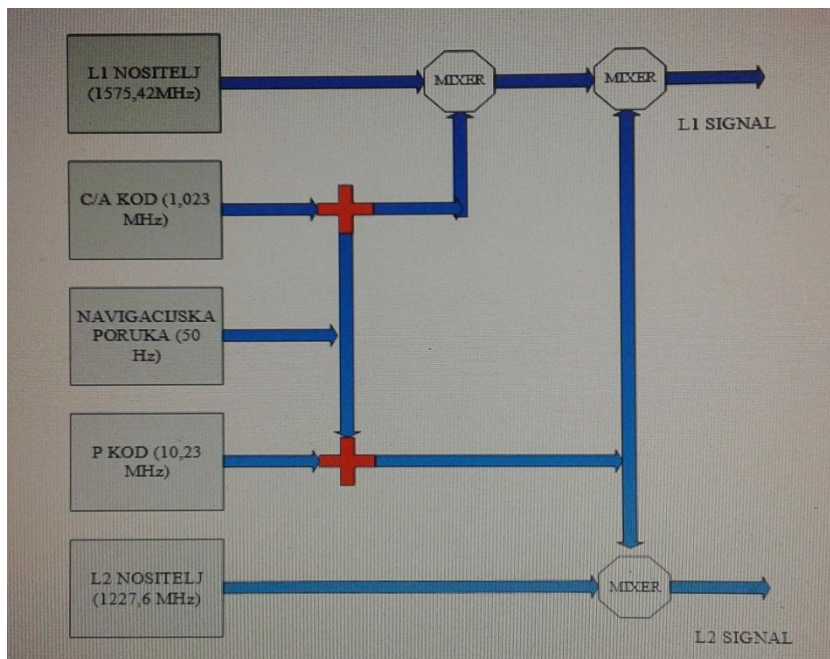 L1 NOSITELJ
(1575,42MHz)
MIXER
MIXER
L1 SIGNAL
C/A KOD (1,023
MHz)
NAVIGACIJSKA
PORUKA (50
Hz)
P KOD (10,23
MHz)
L2 NOSITELJ
(1227,6 MHz)
MIXER
L2 SIGNAL